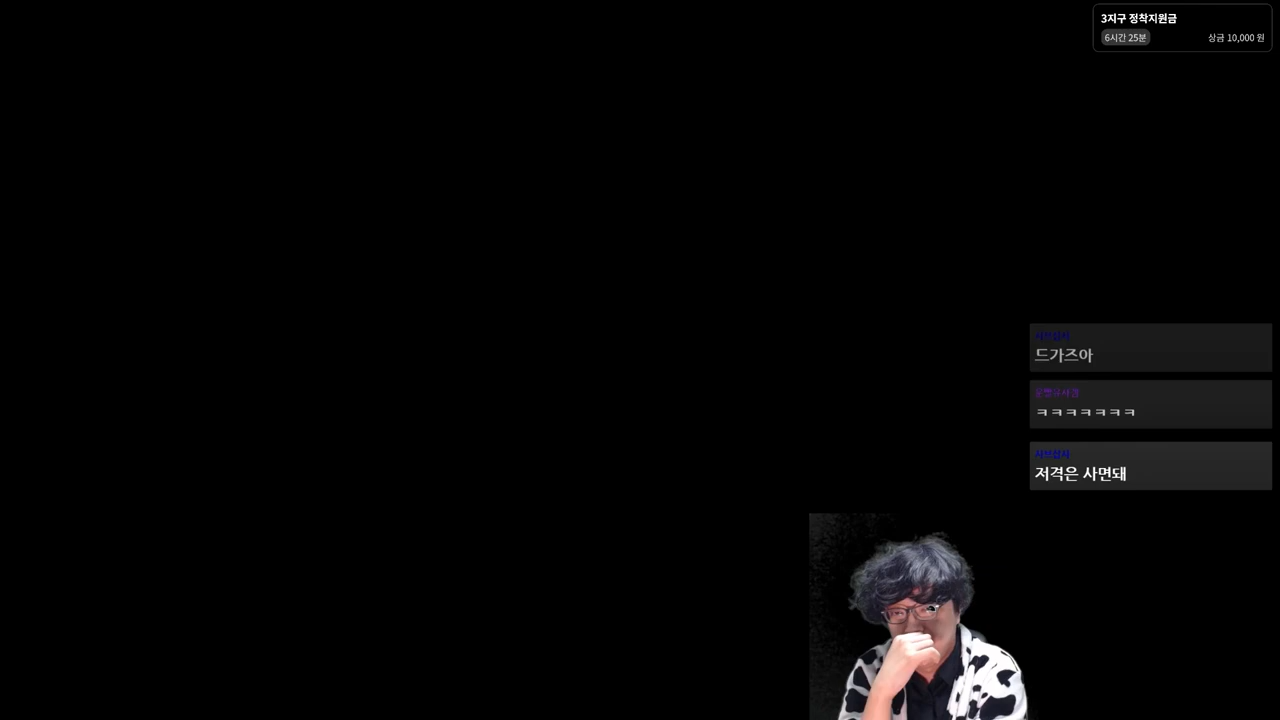 3지구 정착지원금
6시간 25분
상금 10,000 원
드가즈아
ㅋㅋㅋㅋㅋㅋㅋ
저격은 사면돼